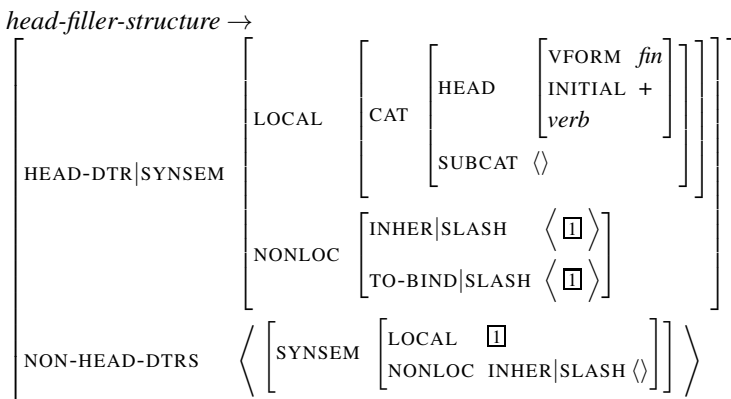 head-filler-structure →
VFORM fin
HEAD INITIAL +
LOCAL CAT verb
SUBCAT ⟨⟩
HEAD-DTR|SYNSEM
INHER|SLASH ⟨ 1 ⟩
NONLOC
TO-BIND|SLASH ⟨ 1 ⟩
LOCAL 1
NON-HEAD-DTRS ⟨ [ SYNSEM
NONLOC INHER|SLASH ⟨⟩ ] ⟩